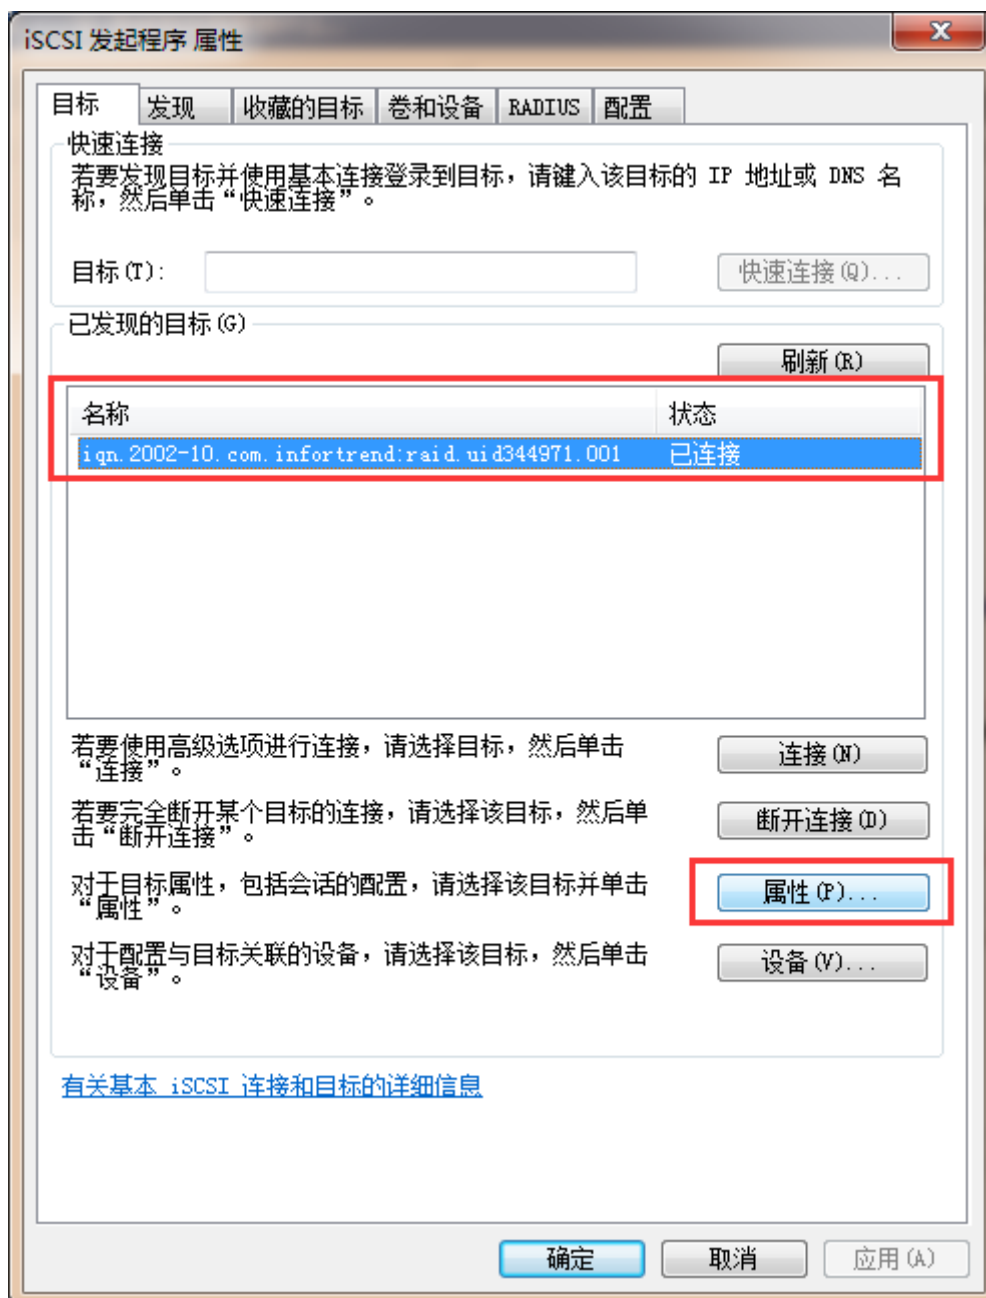 iSCSI 发起程序 属性
目标 发现 收藏的目标 卷和设备 RADIUS 配置
快速连接
若要发现目标并使用基本连接登录到目标，请键入该目标的 IP 地址或 DNS 名
称，然后单击“快速连接”。
目标(T): 快速连接(Q)...
已发现的目标(G)
刷新(R)
名称 状态
iqn.2002-10.com.infortrend:raid.uid344971.001 已连接
若要使用高级选项进行连接，请选择目标，然后单击
“连接”。
连接(N)
若要完全断开某个目标的连接，请选择该目标，然后单
击“断开连接”。
断开连接(D)
对于目标属性，包括会话的配置，请选择该目标并单击
“属性”。
属性(P)...
对于配置与目标关联的设备，请选择该目标，然后单击
“设备”。
设备(V)...
有关基本 iSCSI 连接和目标的详细信息
确定 取消 应用(A)